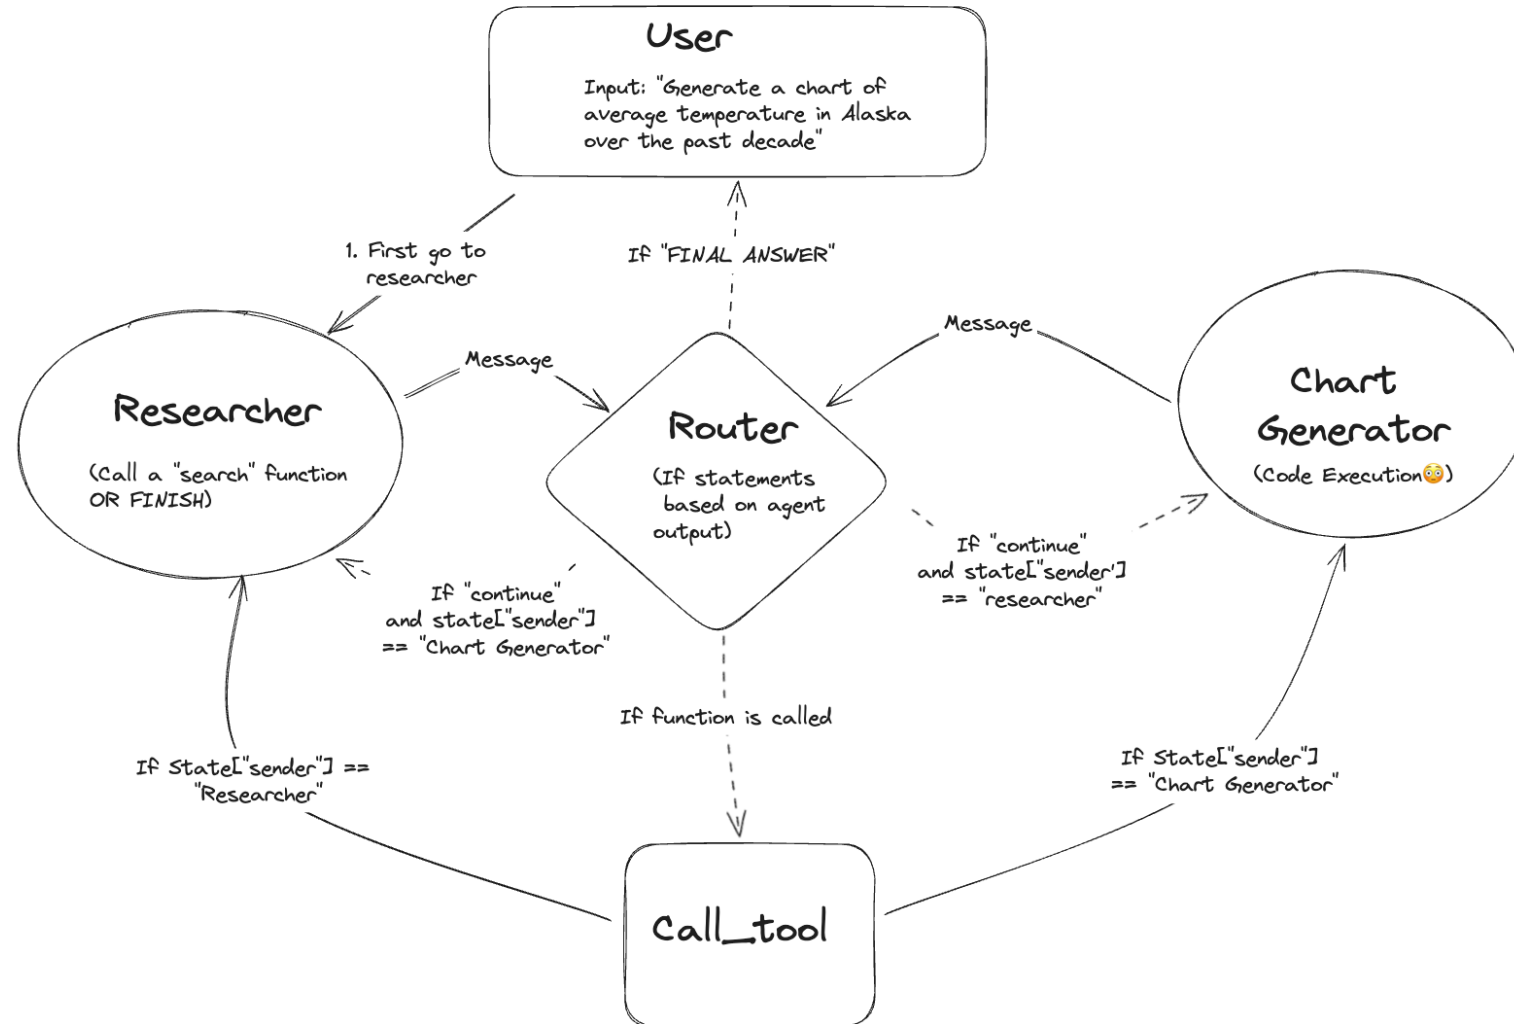 User
Input: "Generate a chart of
average temperature in Alaska
over the past decade"
1. First go to
researcher
If "FINAL ANSWER"
Message
Message
Researcher
(Call a "search" function
OR FINISH)
Router
(If statements
based on agent
output)
Chart
Generator
(Code Execution😳)
If "continue"
and state["sender"]
== "Chart Generator"
If "continue"
and state["sender']
== "researcher"
If function is called
If State["sender"] ==
"Researcher"
If State["sender"]
== "Chart Generator"
Call_tool